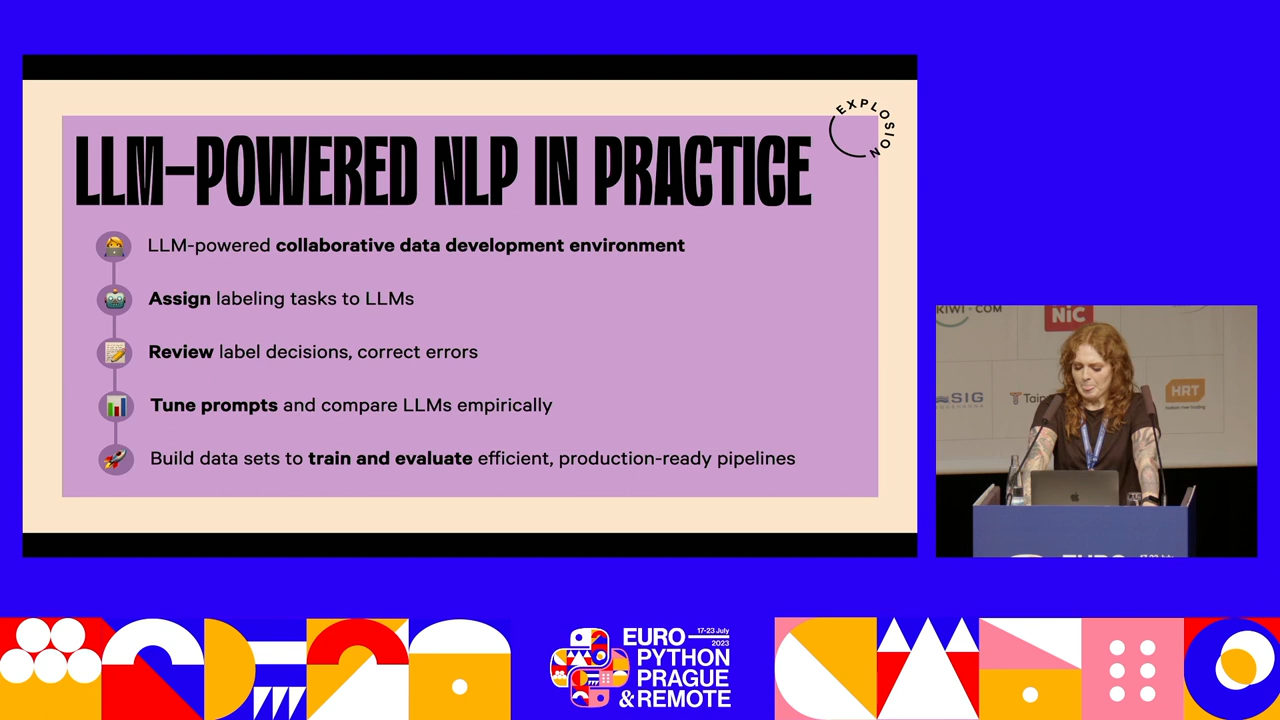 EXPLOSION
LLM–POWERED NLP IN PRACTICE
LLM-powered collaborative data development environment
Assign labeling tasks to LLMs
Review label decisions, correct errors
Tune prompts and compare LLMs empirically
Build data sets to train and evaluate efficient, production-ready pipelines
KIWI·COM
NiC
SIG
HRT
EURO
17-23 July
2023
PYTHON
PRAGUE
& REMOTE